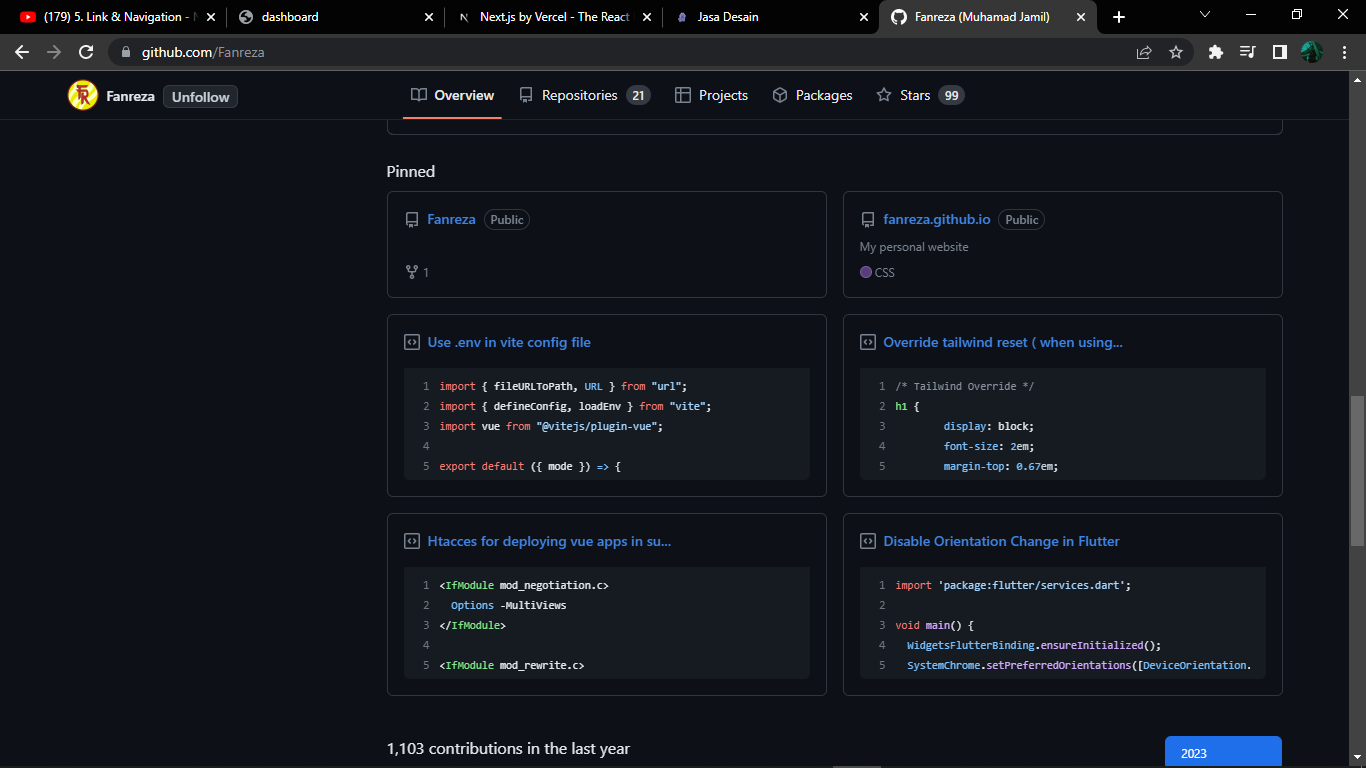 (179) 5. Link & Navigation - 
dashboard
Next.js by Vercel - The React
Jasa Desain
Fanreza (Muhamad Jamil)
github.com/Fanreza
Fanreza
Unfollow
Overview
Repositories 21
Projects
Packages
Stars 99
Pinned
Fanreza Public
1
fanreza.github.io Public
My personal website
CSS
Use .env in vite config file
1 import { fileURLToPath, URL } from "url";
2 import { defineConfig, loadEnv } from "vite";
3 import vue from "@vitejs/plugin-vue";
4
5 export default ({ mode }) => {
Override tailwind reset ( when using...
1 /* Tailwind Override */
2 h1 {
3 display: block;
4 font-size: 2em;
5 margin-top: 0.67em;
Htacces for deploying vue apps in su...
1 <IfModule mod_negotiation.c>
2 Options -MultiViews
3 </IfModule>
4
5 <IfModule mod_rewrite.c>
Disable Orientation Change in Flutter
1 import 'package:flutter/services.dart';
2
3 void main() {
4 WidgetsFlutterBinding.ensureInitialized();
5 SystemChrome.setPreferredOrientations([DeviceOrientation.
1,103 contributions in the last year
2023